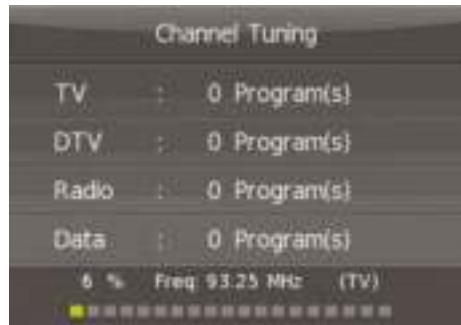 Channel Tuning
TV : 0 Program(s)
DTV : 0 Program(s)
Radio : 0 Program(s)
Data : 0 Program(s)
6 % Freq: 93.25 MHz (TV)